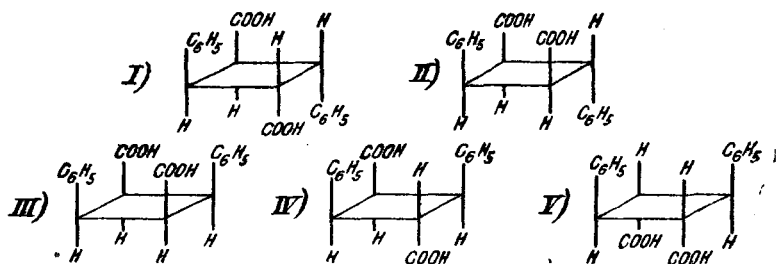 I) C6H5 COOH H H H H COOH C6H5
II) C6H5 COOH COOH H H H H C6H5
III) C6H5 COOH COOH C6H5 H H H H
IV) C6H5 COOH H C6H5 H H COOH H
V) C6H5 H H C6H5 H COOH COOH H